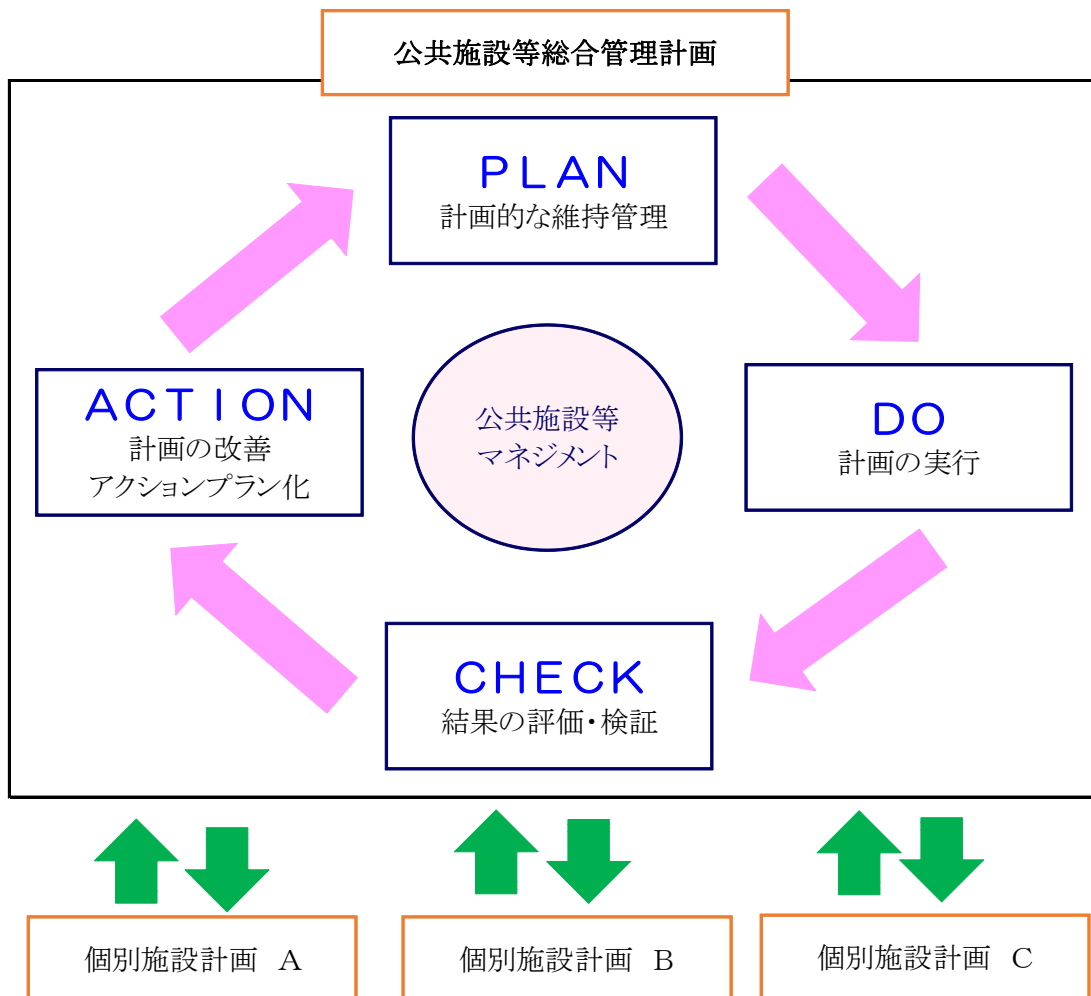 公共施設等総合管理計画
PLAN
計画的な維持管理
ACTION
計画の改善
アクションプラン化
公共施設等
マネジメント
DO
計画の実行
CHECK
結果の評価・検証
個別施設計画 A
個別施設計画 B
個別施設計画 C